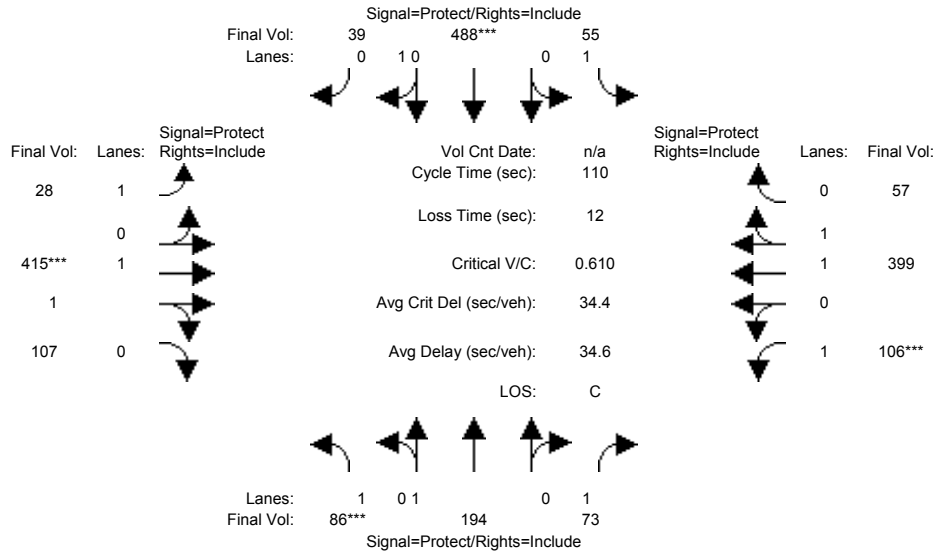 Signal=Protect/Rights=Include
Final Vol: 39 488*** 55
Lanes: 0 1 0 0 1
Signal=Protect Signal=Protect
Final Vol: Lanes: Rights=Include Vol Cnt Date: n/a Rights=Include Lanes: Final Vol:
Cycle Time (sec): 110
28 1 0 57
Loss Time (sec): 12
0 1
415*** 1 Critical V/C: 0.610 1 399
1 Avg Crit Del (sec/veh): 34.4 0
107 0 Avg Delay (sec/veh): 34.6 1 106***
LOS: C
Lanes: 1 0 1 0 1
Final Vol: 86*** 194 73
Signal=Protect/Rights=Include